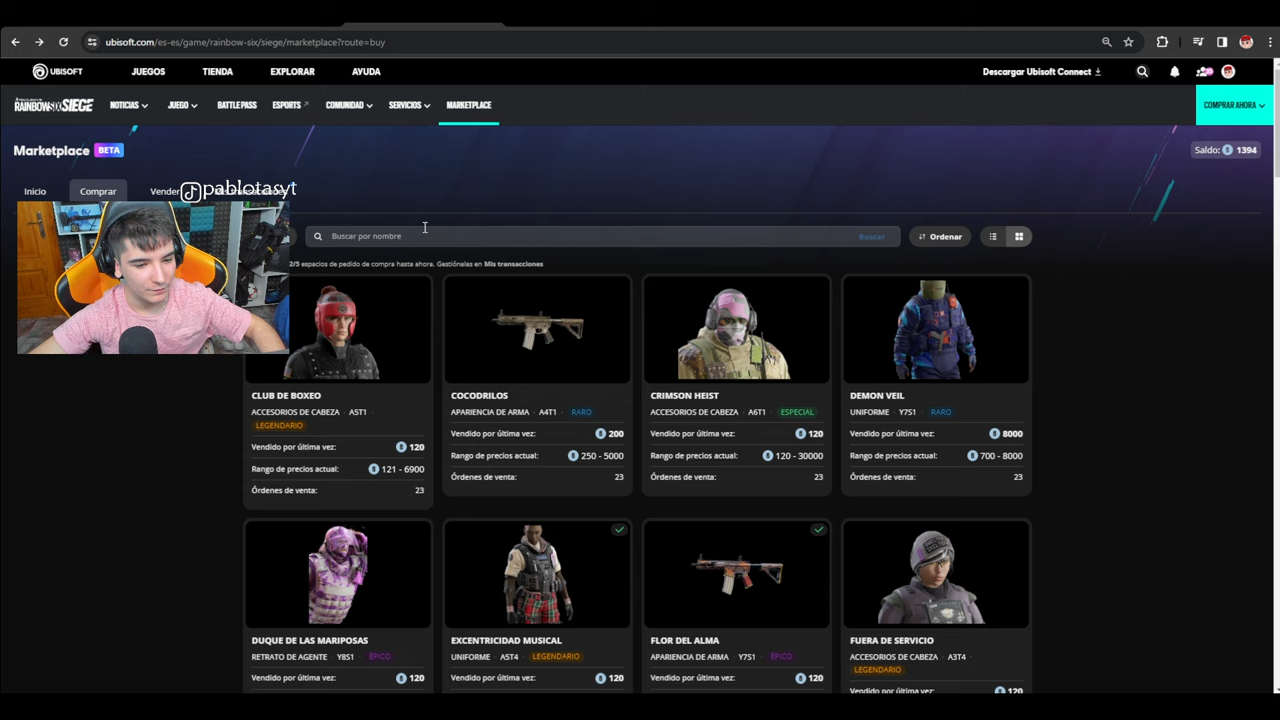 ubisoft.com/es-es/game/rainbow-six/siege/marketplace?route=buy
UBISOFT JUEGOS TIENDA EXPLORAR AYUDA Descargar Ubisoft Connect
RAINBOWSIX SIEGE NOTICIAS JUEGO BATTLE PASS ESPORTS COMUNIDAD SERVICIOS MARKETPLACE COMPRAR AHORA
Marketplace BETA Saldo: 1394
Inicio Comprar Vender
pablotasyt
Buscar por nombre Buscar Ordenar
2/5 espacios de pedido de compra hasta ahora. Gestiónalas en Mis transacciones
CLUB DE BOXEO
ACCESORIOS DE CABEZA · A5T1 ·
LEGENDARIO
Vendido por última vez: 120
Rango de precios actual: 121 - 6900
Órdenes de venta: 23
COCODRILOS
APARIENCIA DE ARMA · A4T1 · RARO
Vendido por última vez: 200
Rango de precios actual: 250 - 5000
Órdenes de venta: 23
CRIMSON HEIST
ACCESORIOS DE CABEZA · A6T1 · ESPECIAL
Vendido por última vez: 120
Rango de precios actual: 120 - 30000
Órdenes de venta: 23
DEMON VEIL
UNIFORME · Y7S1 · RARO
Vendido por última vez: 8000
Rango de precios actual: 700 - 8000
Órdenes de venta: 23
DUQUE DE LAS MARIPOSAS
RETRATO DE AGENTE · Y8S1 · ÉPICO
Vendido por última vez: 120
EXCENTRICIDAD MUSICAL
UNIFORME · A5T4 · LEGENDARIO
Vendido por última vez: 120
FLOR DEL ALMA
APARIENCIA DE ARMA · Y7S1 · ÉPICO
Vendido por última vez: 120
FUERA DE SERVICIO
ACCESORIOS DE CABEZA · A3T4 ·
LEGENDARIO
Vendido por última vez: 120